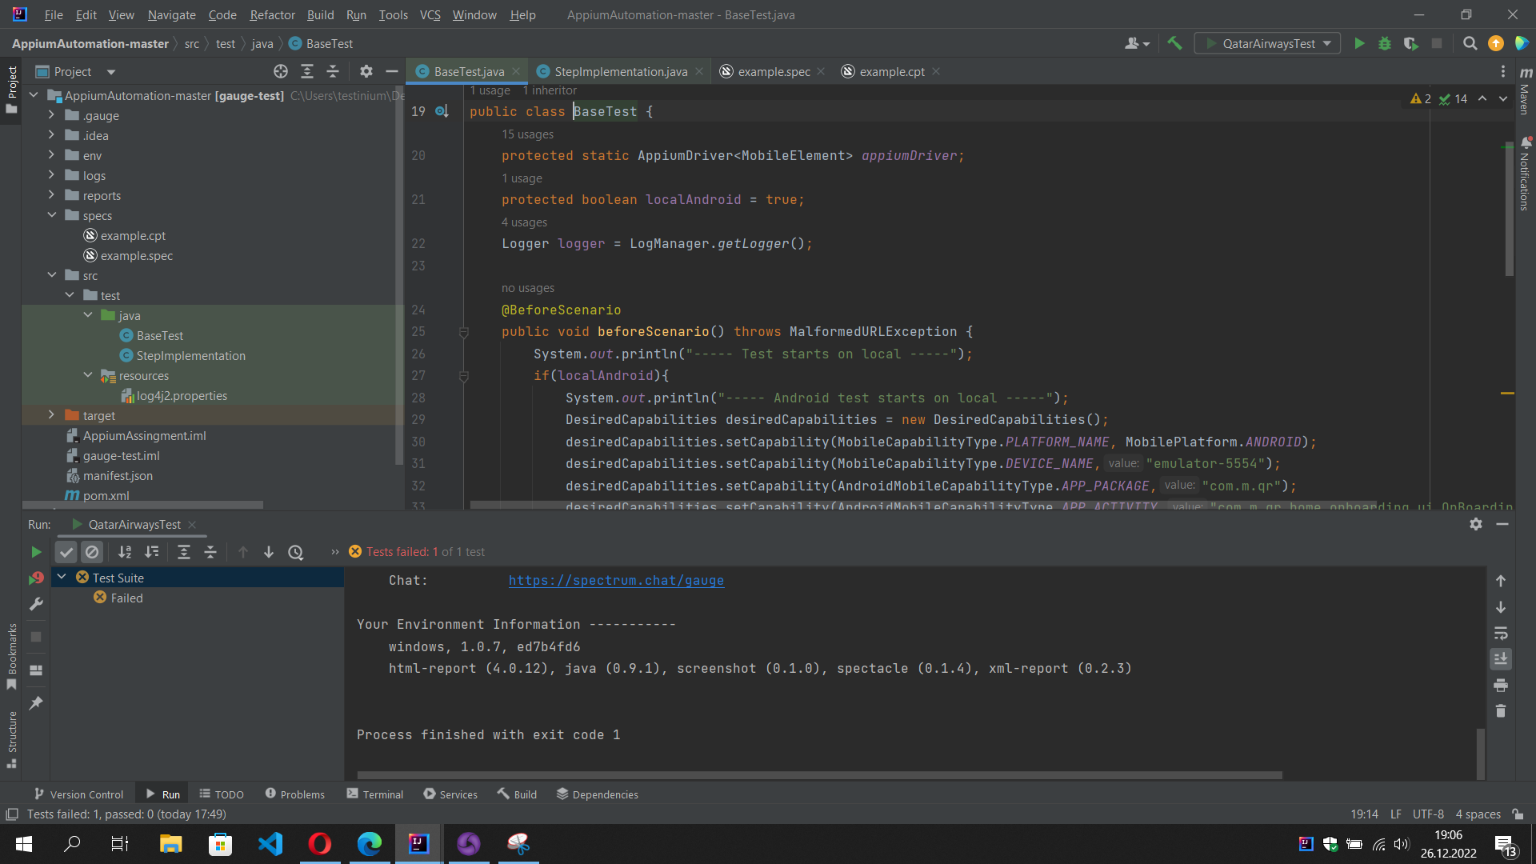 File Edit View Navigate Code Refactor Build Run Tools VCS Window Help AppiumAutomation-master - BaseTest.java
AppiumAutomation-master src test java BaseTest
QatarAirwaysTest
Project
Project
BaseTest.java StepImplementation.java example.spec example.cpt
Maven
Notifications
AppiumAutomation-master [gauge-test] C:\Users\testinium\De
.gauge
.idea
env
logs
reports
specs
example.cpt
example.spec
src
test
java
BaseTest
StepImplementation
resources
log4j2.properties
target
AppiumAssingment.iml
gauge-test.iml
manifest.json
pom.xml
1 usage 1 inheritor
2 14
19 public class BaseTest {
15 usages
20 protected static AppiumDriver<MobileElement> appiumDriver;
1 usage
21 protected boolean localAndroid = true;
4 usages
22 Logger logger = LogManager.getLogger();
23
no usages
24 @BeforeScenario
25 public void beforeScenario() throws MalformedURLException {
26 System.out.println("----- Test starts on local -----");
27 if(localAndroid){
28 System.out.println("----- Android test starts on local -----");
29 DesiredCapabilities desiredCapabilities = new DesiredCapabilities();
30 desiredCapabilities.setCapability(MobileCapabilityType.PLATFORM_NAME, MobilePlatform.ANDROID);
31 desiredCapabilities.setCapability(MobileCapabilityType.DEVICE_NAME, value: "emulator-5554");
32 desiredCapabilities.setCapability(AndroidMobileCapabilityType.APP_PACKAGE, value: "com.m.qr");
33 desiredCapabilities.setCapability(AndroidMobileCapabilityType.APP_ACTIVITY, value: "com.m.qr.home.onboarding.ui.OnBoardin
Run: QatarAirwaysTest
Tests failed: 1 of 1 test
Test Suite
Failed
Chat: https://spectrum.chat/gauge
Your Environment Information -----------
windows, 1.0.7, ed7b4fd6
html-report (4.0.12), java (0.9.1), screenshot (0.1.0), spectacle (0.1.4), xml-report (0.2.3)
Process finished with exit code 1
Bookmarks
Structure
Version Control Run TODO Problems Terminal Services Build Dependencies
Tests failed: 1, passed: 0 (today 17:49)
19:14 LF UTF-8 4 spaces
19:06
26.12.2022
13